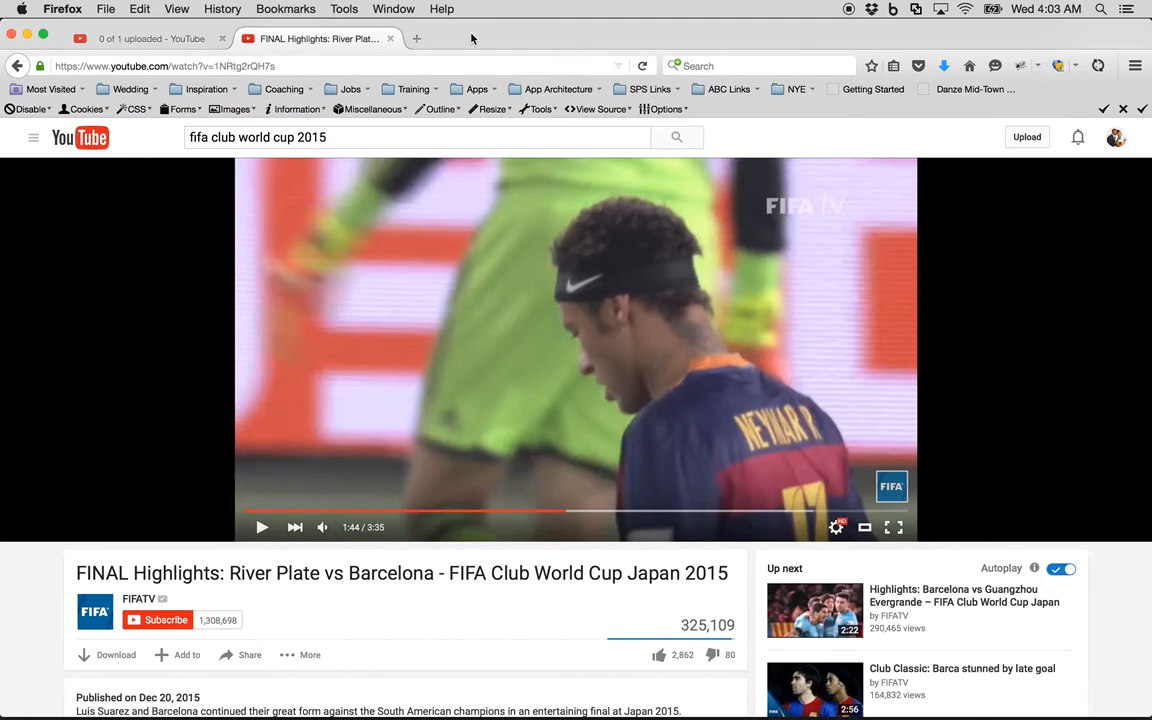 Firefox File Edit View History Bookmarks Tools Window Help Wed 4:03 AM
0 of 1 uploaded - YouTube FINAL Highlights: River Plat...
https://www.youtube.com/watch?v=1NRtg2rQH7s Search
Most Visited Wedding Inspiration Coaching Jobs Training Apps App Architecture SPS Links ABC Links NYE Getting Started Danze Mid-Town ...
Disable Cookies CSS Forms Images Information Miscellaneous Outline Resize Tools View Source Options
YouTube fifa club world cup 2015 Upload
FIFA TV
NEYMAR JR
FIFA
HD
1:44 / 3:35
FINAL Highlights: River Plate vs Barcelona - FIFA Club World Cup Japan 2015
FIFA
FIFATV
Subscribe 1,308,698
325,109
Download Add to Share More 2,862 80
Published on Dec 20, 2015
Luis Suarez and Barcelona continued their great form against the South American champions in an entertaining final at Japan 2015.
Up next Autoplay
Highlights: Barcelona vs Guangzhou
Evergrande – FIFA Club World Cup Japan
by FIFATV
290,465 views
2:22
Club Classic: Barca stunned by late goal
by FIFATV
164,832 views
2:56